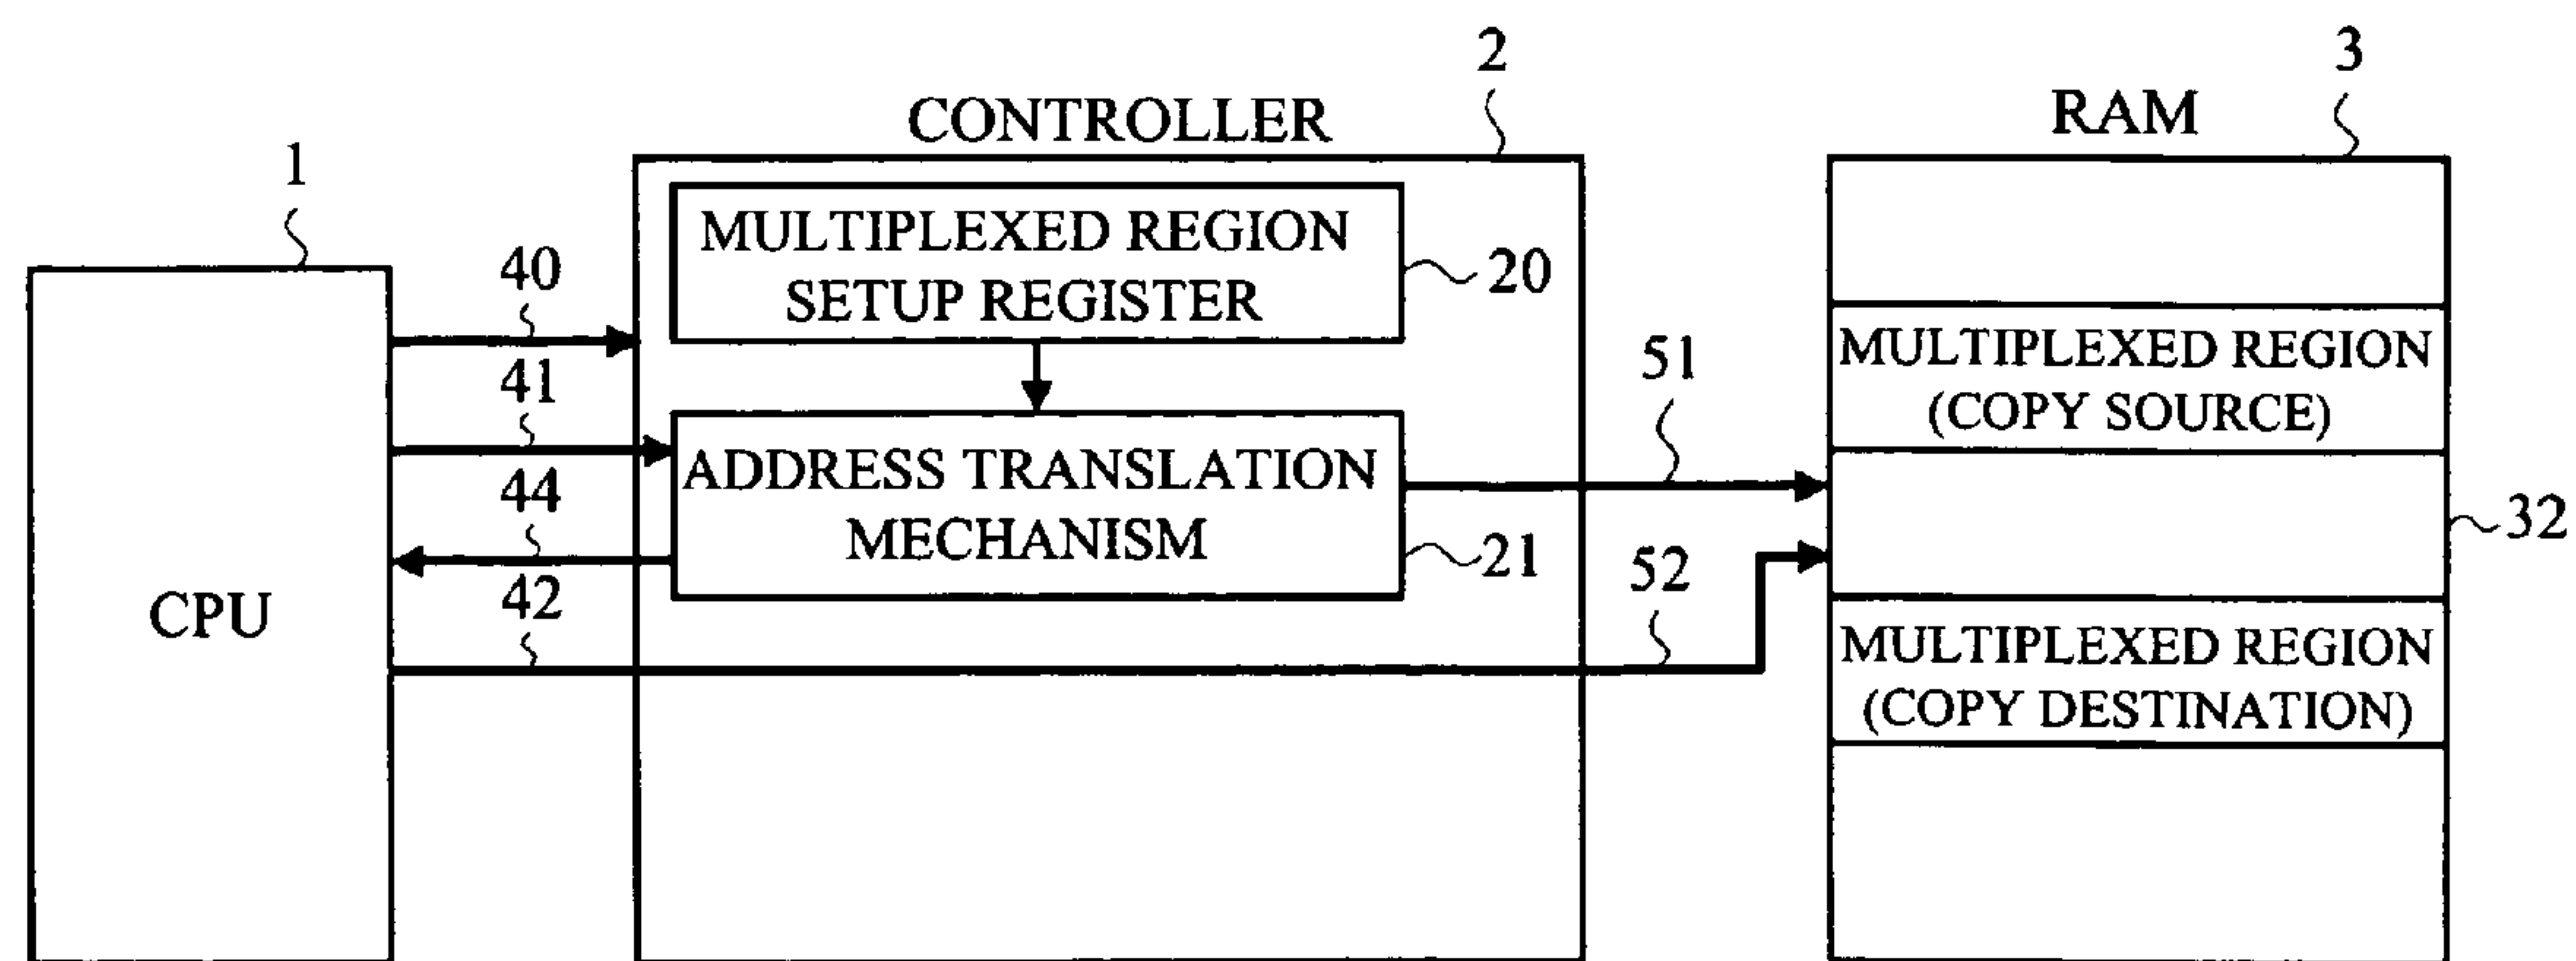 2
3
CONTROLLER
RAM
1
MULTIPLEXED REGION
SETUP REGISTER
20
40
MULTIPLEXED REGION
(COPY SOURCE)
41
51
ADDRESS TRANSLATION
MECHANISM
44
21
32
42
52
CPU
MULTIPLEXED REGION
(COPY DESTINATION)